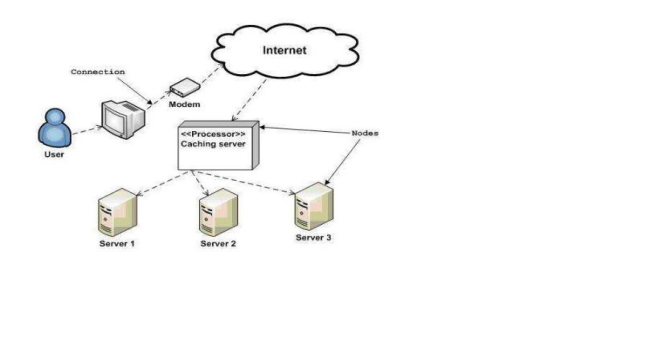 Internet
Connection
Modem
<<Processor>>
Caching server
Nodes
User
Server 1
Server 2
Server 3